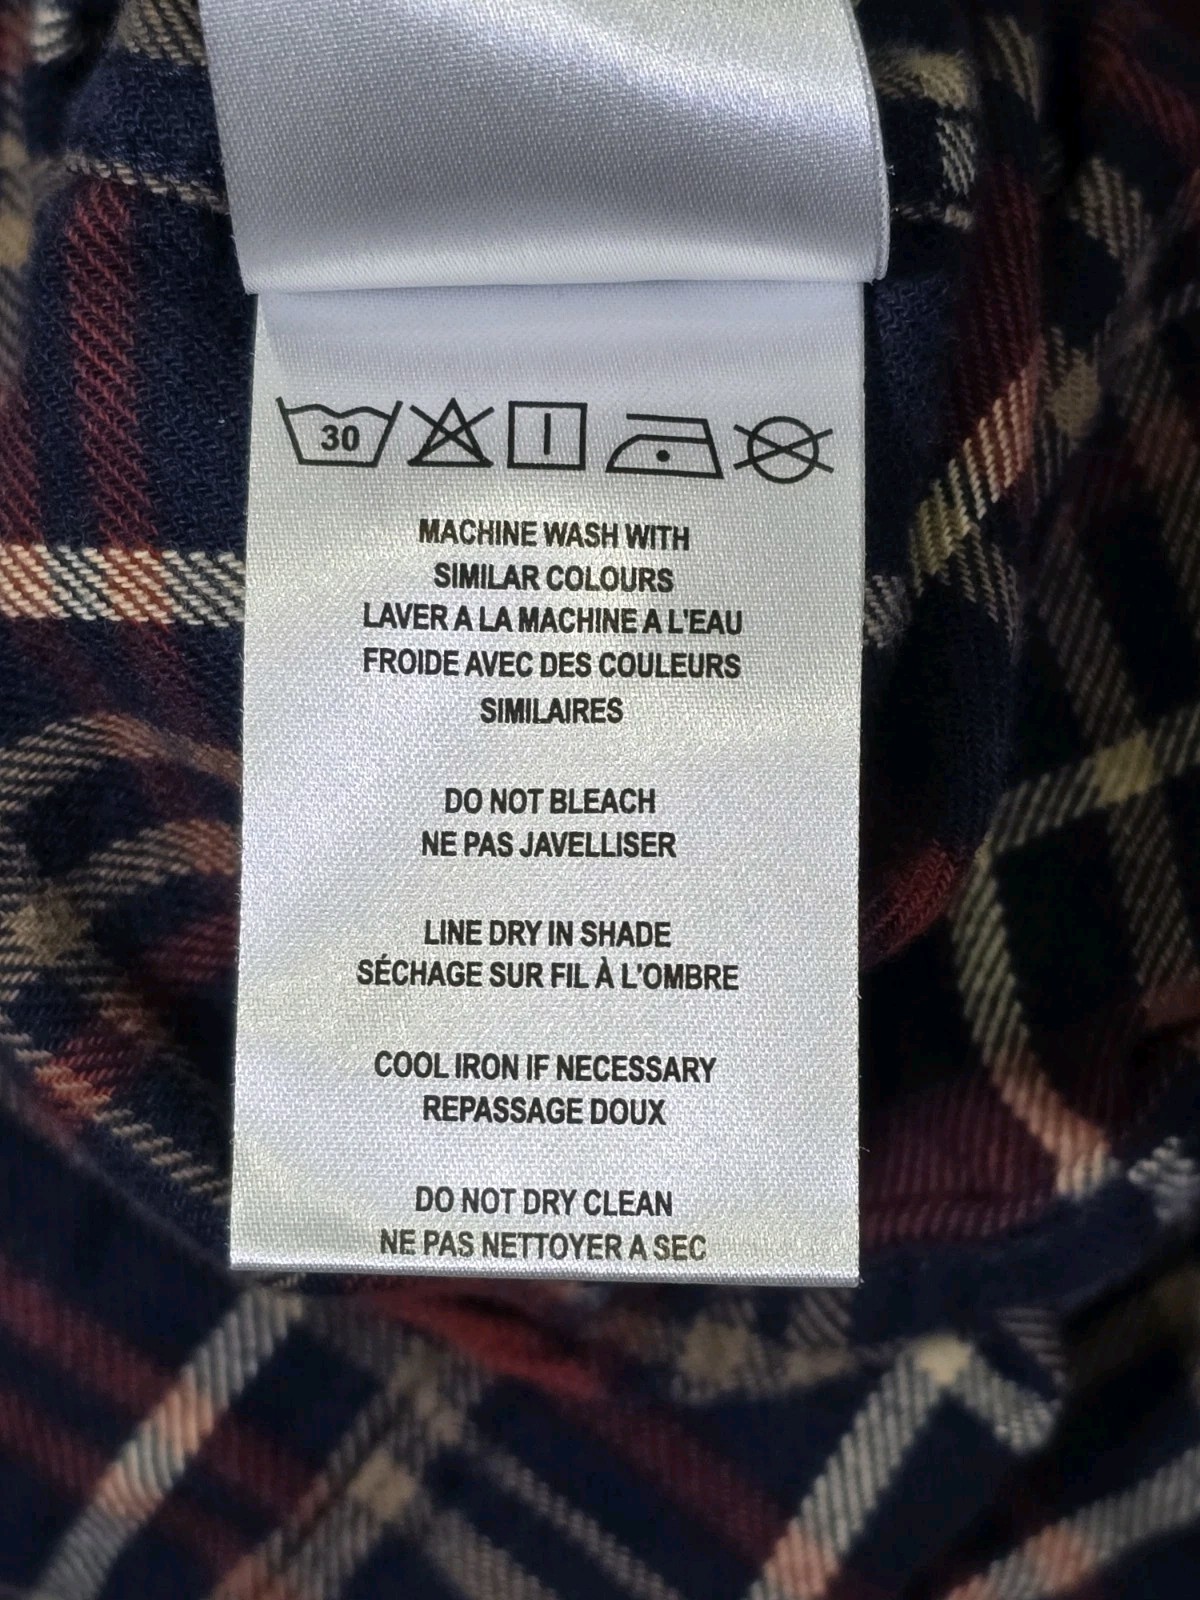 30
MACHINE WASH WITH
SIMILAR COLOURS
LAVER A LA MACHINE A L'EAU
FROIDE AVEC DES COULEURS
SIMILAIRES
DO NOT BLEACH
NE PAS JAVELLISER
LINE DRY IN SHADE
SÉCHAGE SUR FIL À L'OMBRE
COOL IRON IF NECESSARY
REPASSAGE DOUX
DO NOT DRY CLEAN
NE PAS NETTOYER A SEC